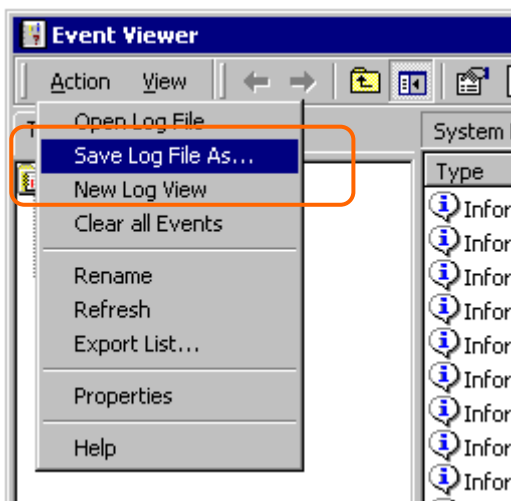 Event Viewer
Action View
System
Type
Open Log File
Save Log File As...
New Log View
Clear all Events
Rename
Refresh
Export List...
Properties
Help
Infor
Infor
Infor
Infor
Infor
Infor
Infor
Infor
Infor